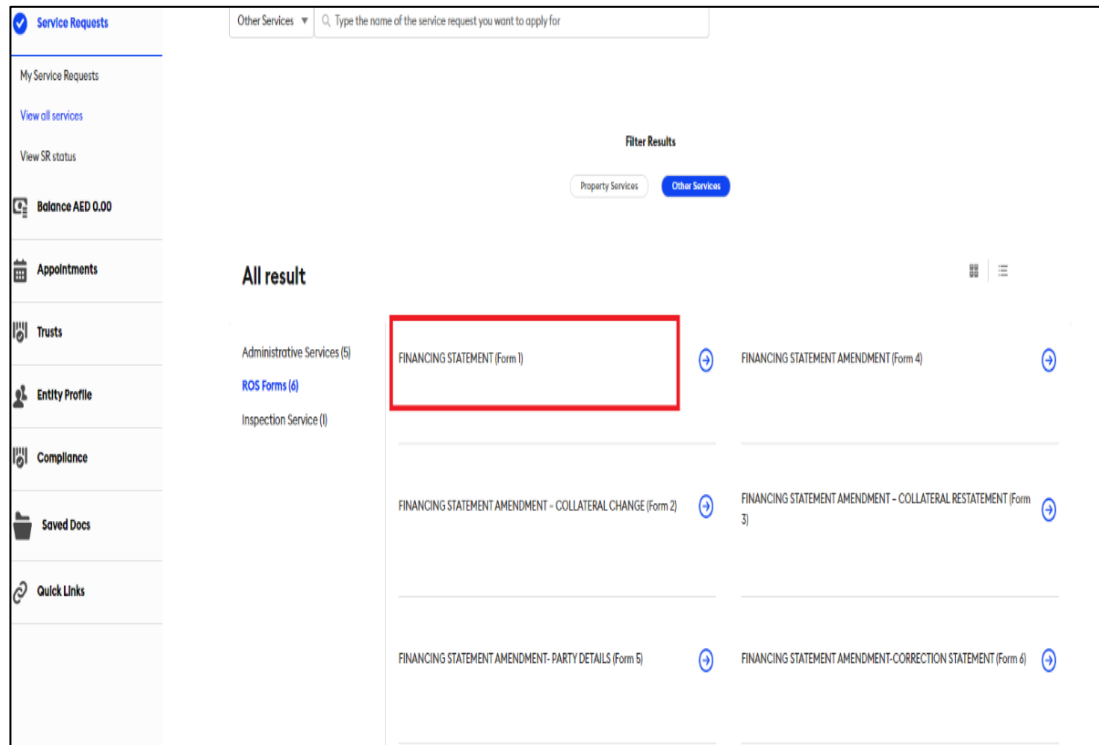 Service Requests
My Service Requests
View all services
View SR status
Balance AED 0.00
Appointments
Trusts
Entity Profile
Compliance
Saved Docs
Quick Links
Other Services
Type the name of the service request you want to apply for
Filter Results
Property Services
Other Services
All result
Administrative Services (5)
ROS Forms (6)
Inspection Service (1)
FINANCING STATEMENT (Form 1)
FINANCING STATEMENT AMENDMENT (Form 4)
FINANCING STATEMENT AMENDMENT - COLLATERAL CHANGE (Form 2)
FINANCING STATEMENT AMENDMENT - COLLATERAL RESTATEMENT (Form
3)
FINANCING STATEMENT AMENDMENT- PARTY DETAILS (Form 5)
FINANCING STATEMENT AMENDMENT-CORRECTION STATEMENT (Form 6)